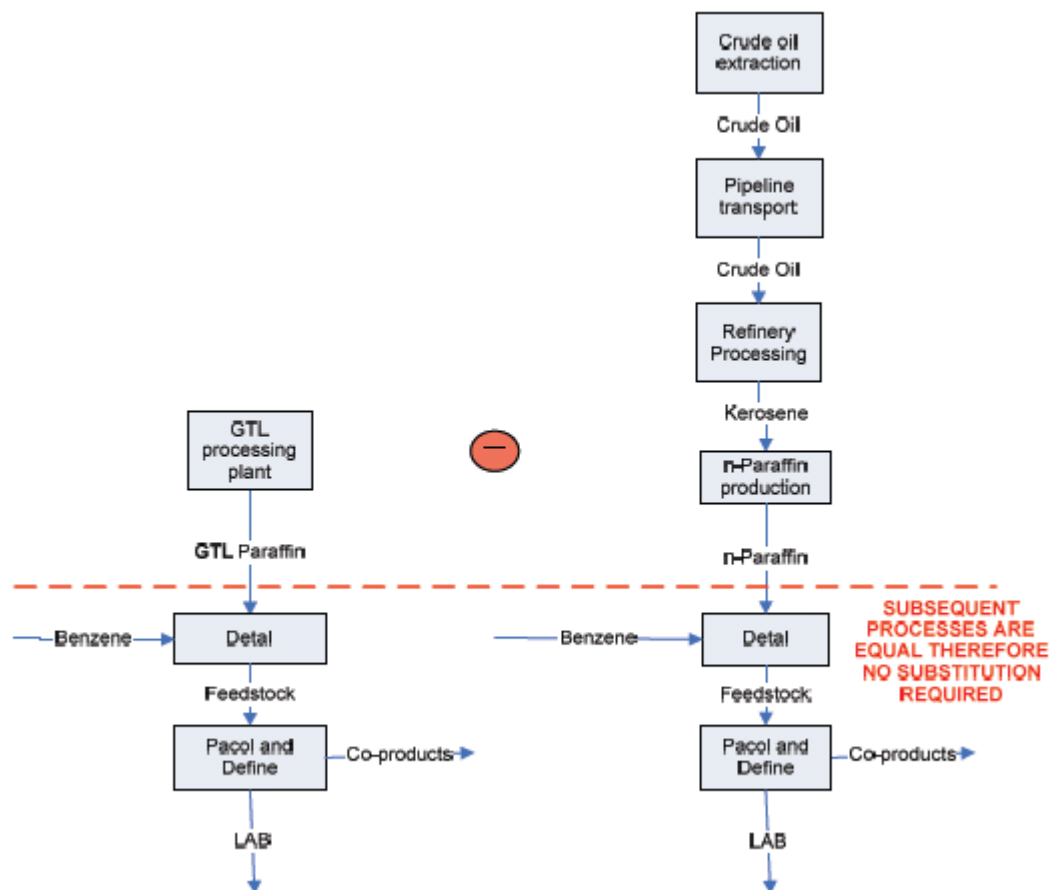 Crude oil
extraction
Crude Oil
Pipeline
transport
Crude Oil
Refinery
Processing
Kerosene
GTL
processing
plant
n-Paraffin
production
GTL Paraffin
n-Paraffin
Benzene
Detal
Benzene
Detal
SUBSEQUENT
PROCESSES ARE
EQUAL THEREFORE
NO SUBSTITUTION
REQUIRED
Feedstock
Feedstock
Pacol and
Define
Co-products
Pacol and
Define
Co-products
LAB
LAB